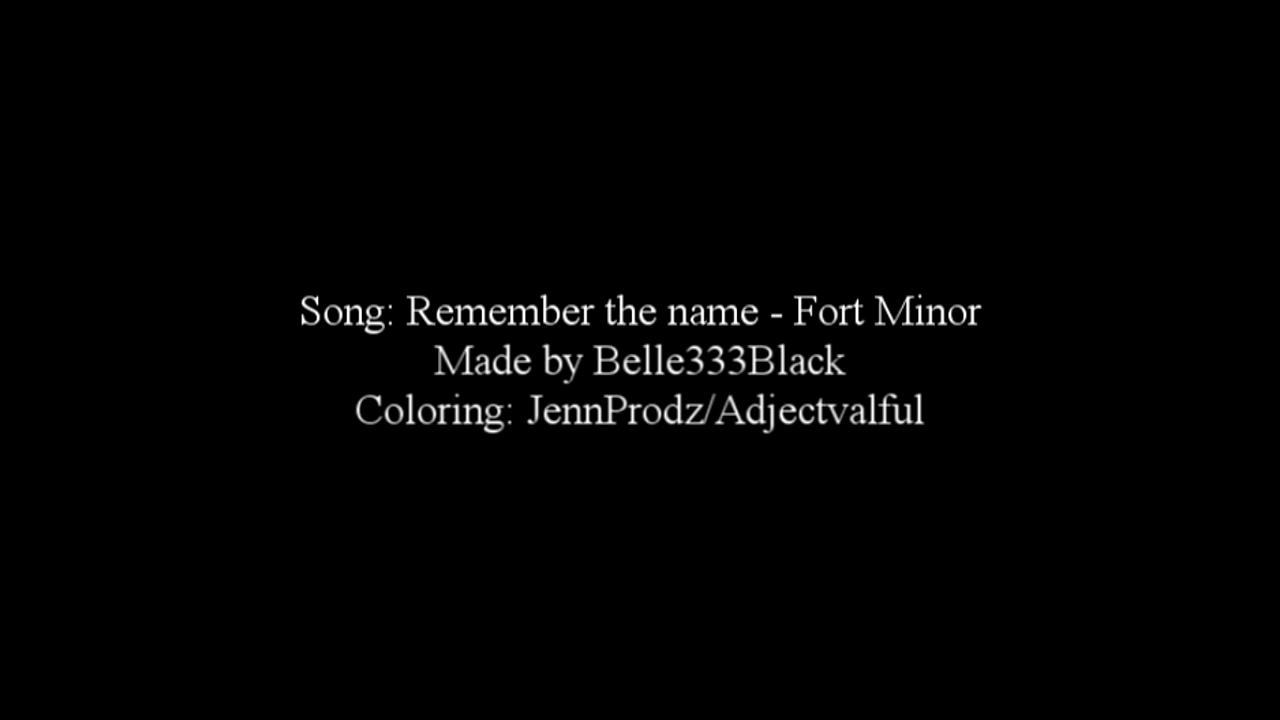 Song: Remember the name - Fort Minor
Made by Belle333Black
Coloring: JennProdz/Adjectvalful